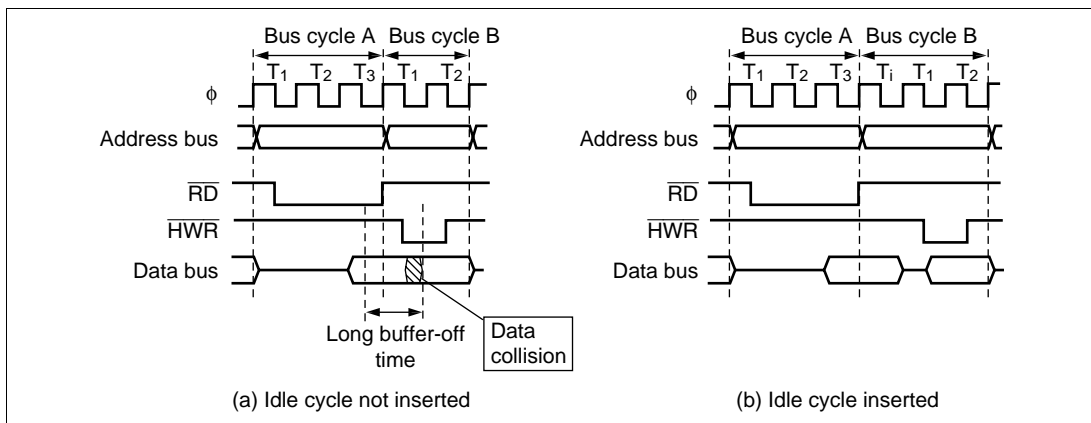 Bus cycle A Bus cycle B
T1 T2 T3 T1 T2
ϕ
Address bus
RD
HWR
Data bus
Long buffer-off
time
Data
collision
(a) Idle cycle not inserted
Bus cycle A Bus cycle B
T1 T2 T3 Ti T1 T2
ϕ
Address bus
RD
HWR
Data bus
(b) Idle cycle inserted